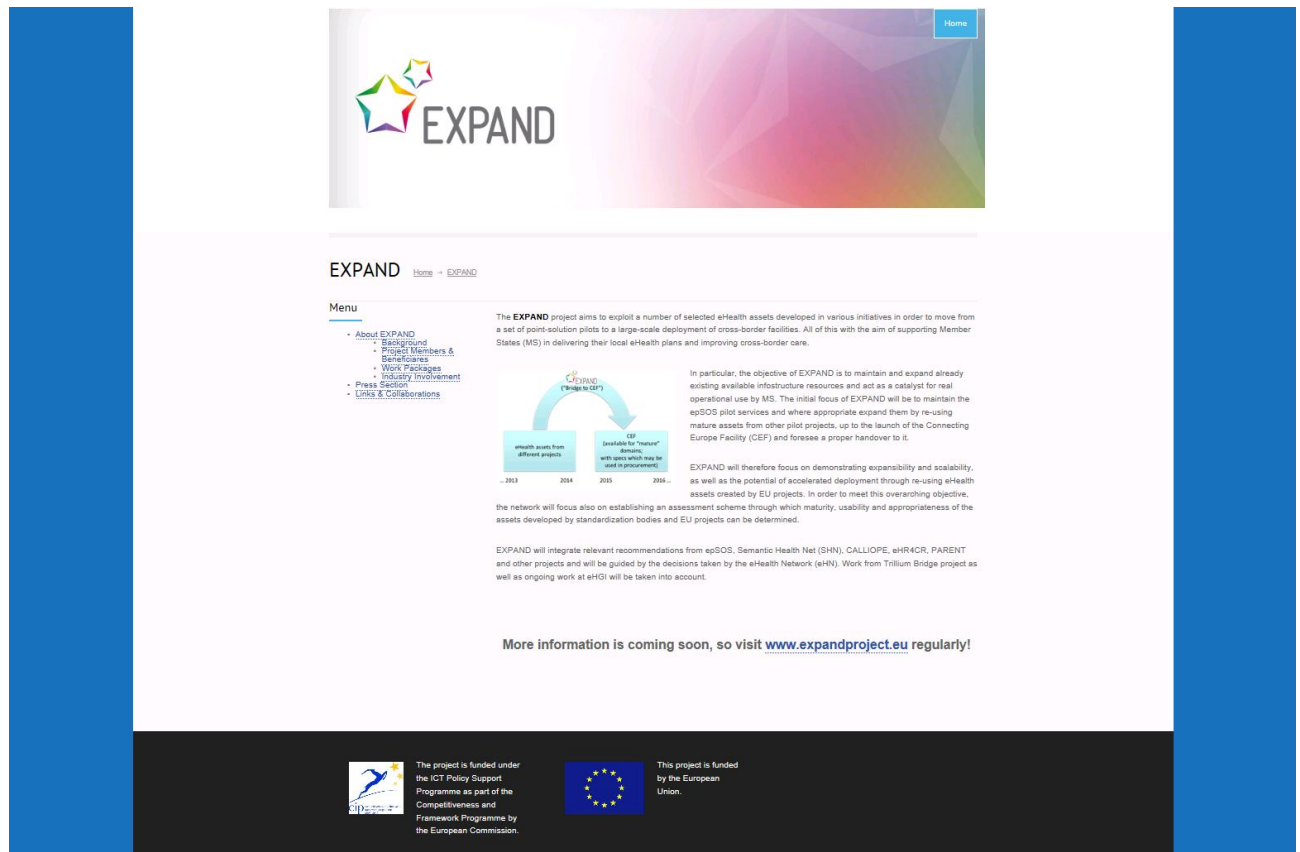 Home
EXPAND
EXPAND Home → EXPAND
Menu
About EXPAND
Background
Project Members &
Beneficiares
Work Packages
Industry Involvement
Press Section
Links & Collaborations
The EXPAND project aims to exploit a number of selected eHealth assets developed in various initiatives in order to move from
a set of point-solution pilots to a large-scale deployment of cross-border facilities. All of this with the aim of supporting Member
States (MS) in delivering their local eHealth plans and improving cross-border care.
EXPAND
("Bridge to CEF")
eHealth assets from
different projects
CEF
(available for "mature"
domains,
with specs which may be
used in procurement)
... 2013 2014 2015 2016 ...
In particular, the objective of EXPAND is to maintain and expand already
existing available infostructure resources and act as a catalyst for real
operational use by MS. The initial focus of EXPAND will be to maintain the
epSOS pilot services and where appropriate expand them by re-using
mature assets from other pilot projects, up to the launch of the Connecting
Europe Facility (CEF) and foresee a proper handover to it.
EXPAND will therefore focus on demonstrating expansibility and scalability,
as well as the potential of accelerated deployment through re-using eHealth
assets created by EU projects. In order to meet this overarching objective,
the network will focus also on establishing an assessment scheme through which maturity, usability and appropriateness of the
assets developed by standardization bodies and EU projects can be determined.
EXPAND will integrate relevant recommendations from epSOS, Semantic Health Net (SHN), CALLIOPE, eHR4CR, PARENT
and other projects and will be guided by the decisions taken by the eHealth Network (eHN). Work from Trillium Bridge project as
well as ongoing work at eHGI will be taken into account.
More information is coming soon, so visit www.expandproject.eu regularly!
cip
The project is funded under
the ICT Policy Support
Programme as part of the
Competitiveness and
Framework Programme by
the European Commission.
This project is funded
by the European
Union.